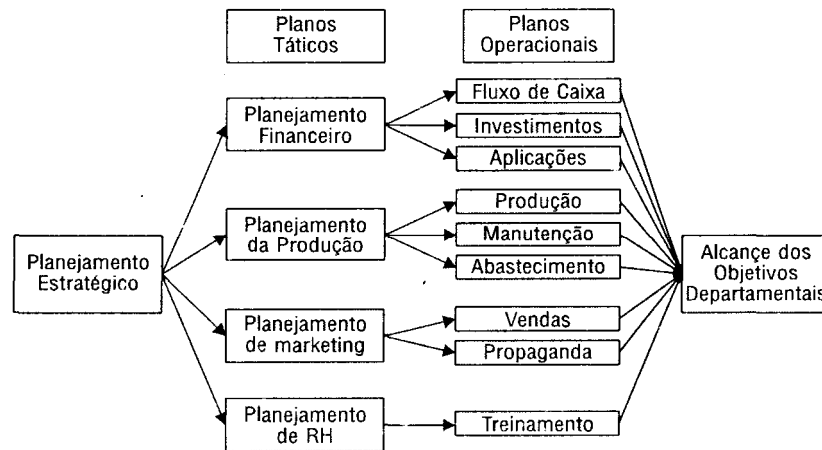 Planos
Táticos
Planos
Operacionais
Planejamento
Financeiro
Fluxo de Caixa
Investimentos
Aplicações
Planejamento
da Produção
Produção
Manutenção
Abastecimento
Planejamento
Estratégico
Alcançe dos
Objetivos
Departamentais
Planejamento
de marketing
Vendas
Propaganda
Planejamento
de RH
Treinamento